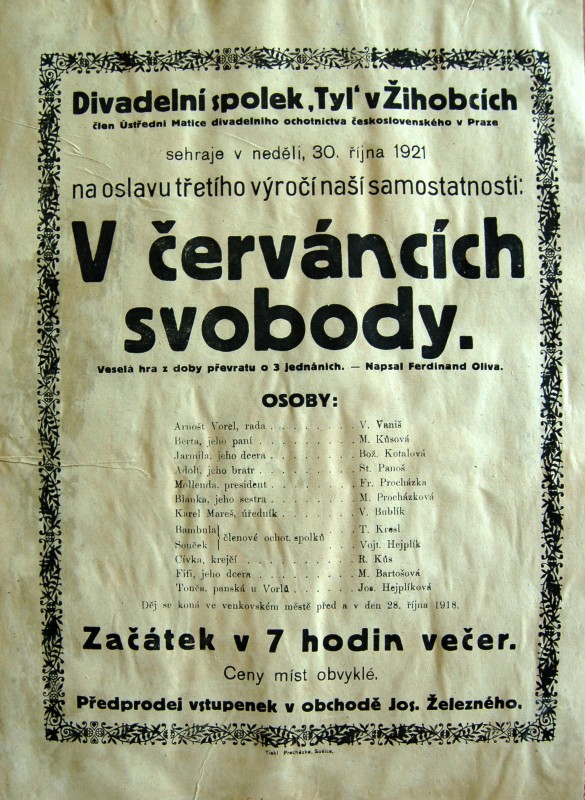 Divadelní spolek „Tyl‘ v Žihobcích
člen Ústřední Matice divadelního ochotnictva československého v Praze
sehraje v neděli, 30. října 1921
na oslavu třetího výročí naší samostatnosti:
V červáncích
svobody.
Veselá hra z doby převratu o 3 jednáních. — Napsal Ferdinand Oliva.
OSOBY:
Arnošt Vorel, rada . . . . . . . . V. Vaniš
Berta, jeho paní . . . . . . . . . M. Kůsová
Jarmila, jeho dcera . . . . . . . . Bož. Kotalová
Adolf, jeho bratr . . . . . . . . . St. Panoš
Mollenda, president . . . . . . . . Fr. Procházka
Blanka, jeho sestra . . . . . . . . M. Procházková
Karel Mareš, úředník . . . . . . . V. Bublík
Bambula } členové ochot. spolků . . . T. Kresl
Souček } . . . Vojt. Hejplík
Cívka, krejčí . . . . . . . . . . R. Kůs
Fifi, jeho dcera . . . . . . . . . M. Bartošová
Tonča, panská u Vorlů . . . . . . Jos. Hejplíková
Děj se koná ve venkovském městě před a v den 28. října 1918.
Začátek v 7 hodin večer.
Ceny míst obvyklé.
Předprodej vstupenek v obchodě Jos. Železného.
Tiskl Procházka, Sušice.